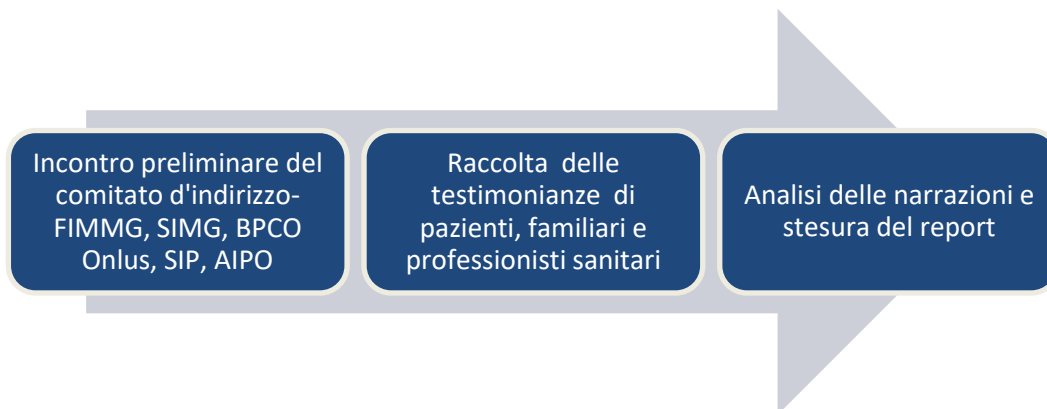 Incontro preliminare del
comitato d'indirizzo-
FIMMG, SIMG, BPCO
Onlus, SIP, AIPO
Raccolta delle
testimonianze di
pazienti, familiari e
professionisti sanitari
Analisi delle narrazioni e
stesura del report